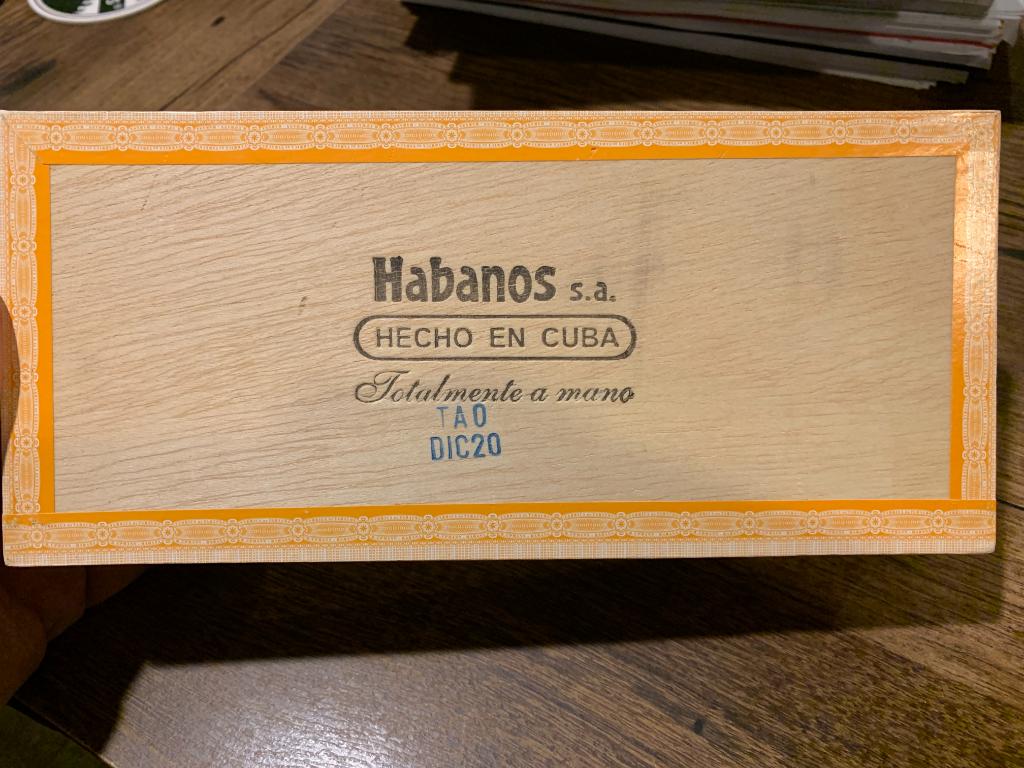 Habanos s.a.
HECHO EN CUBA
Totalmente a mano
TAO
DIC20